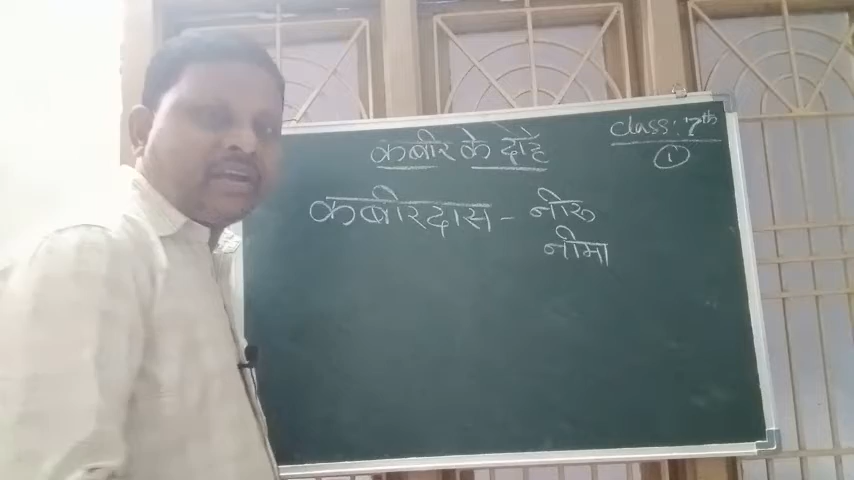 कबीर के दोहे
class: 7th
1
कबीरदास - नीरू
नीमा